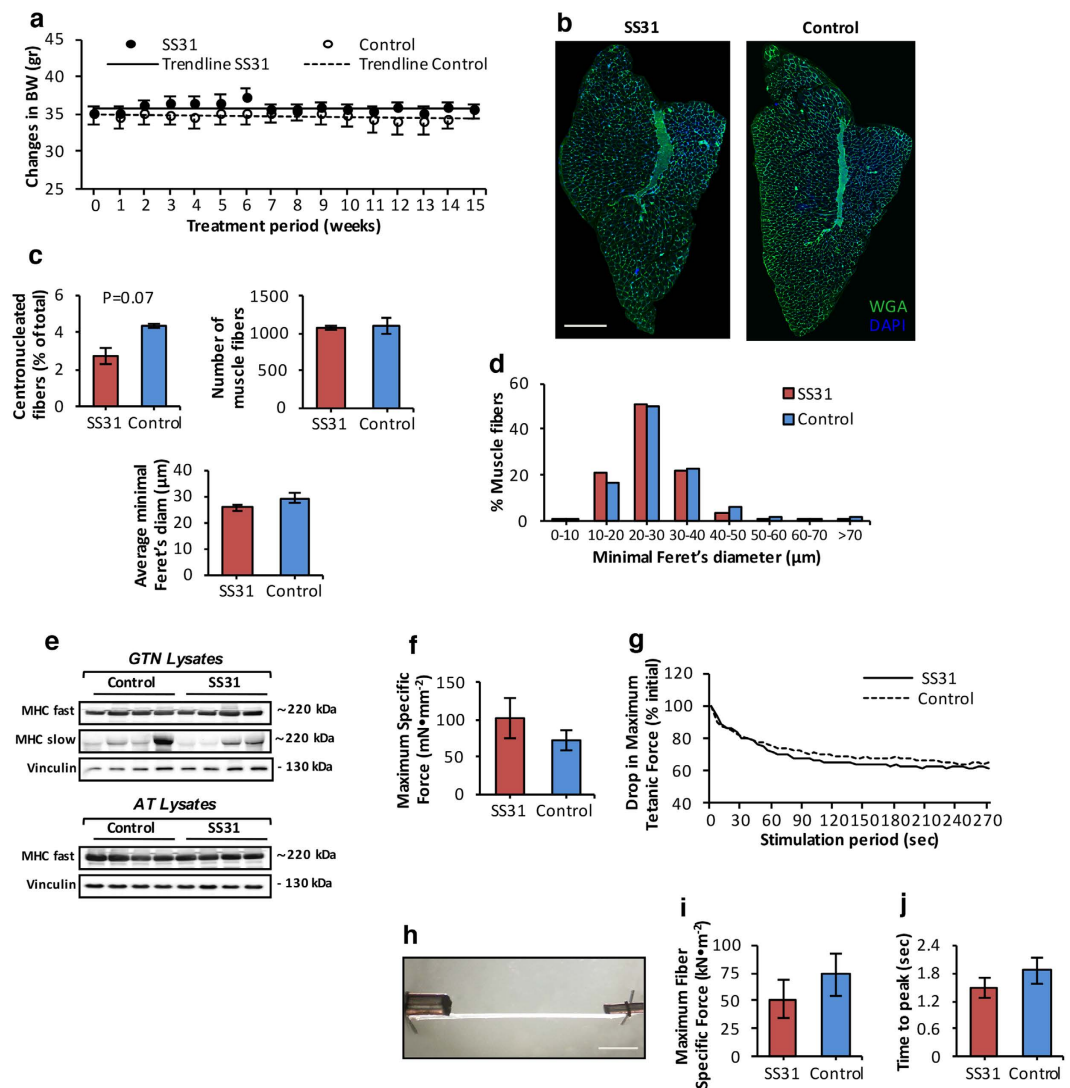 a
45
40
35
30
25
Changes in BW (gr)
SS31
Control
Trendline SS31
Trendline Control
0 1 2 3 4 5 6 7 8 9 10 11 12 13 14 15
Treatment period (weeks)
b
SS31
Control
WGA
DAPI
c
Centronucleated
fibers (% of total)
6
4
2
0
P=0.07
SS31 Control
Number of
muscle fibers
1500
1000
500
0
SS31 Control
Average minimal
Feret's diam (µm)
40
30
20
10
0
SS31 Control
d
% Muscle fibers
60
40
20
0
SS31
Control
0-10 10-20 20-30 30-40 40-50 50-60 60-70 >70
Minimal Feret's diameter (µm)
e
GTN Lysates
Control SS31
MHC fast ~220 kDa
MHC slow ~220 kDa
Vinculin - 130 kDa
AT Lysates
Control SS31
MHC fast ~220 kDa
Vinculin - 130 kDa
f
Maximum Specific
Force (mN•mm-2)
150
100
50
0
SS31 Control
g
Drop in Maximum
Tetanic Force (% initial)
120
100
80
60
40
SS31
Control
0 30 60 90 120 150 180 210 240 270
Stimulation period (sec)
h
i
Maximum Fiber
Specific Force (kN•m-2)
100
75
50
25
0
SS31 Control
j
Time to peak (sec)
2.4
1.8
1.2
0.6
0
SS31 Control